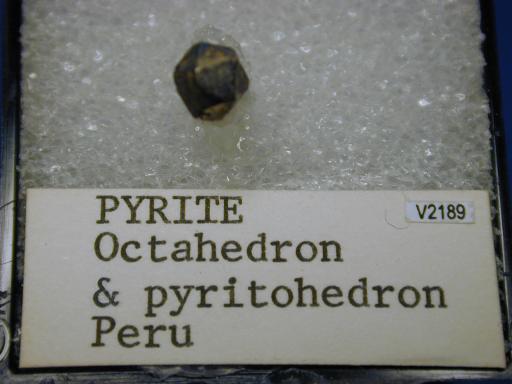 PYRITE
V2189
Octahedron
& pyritohedron
Peru